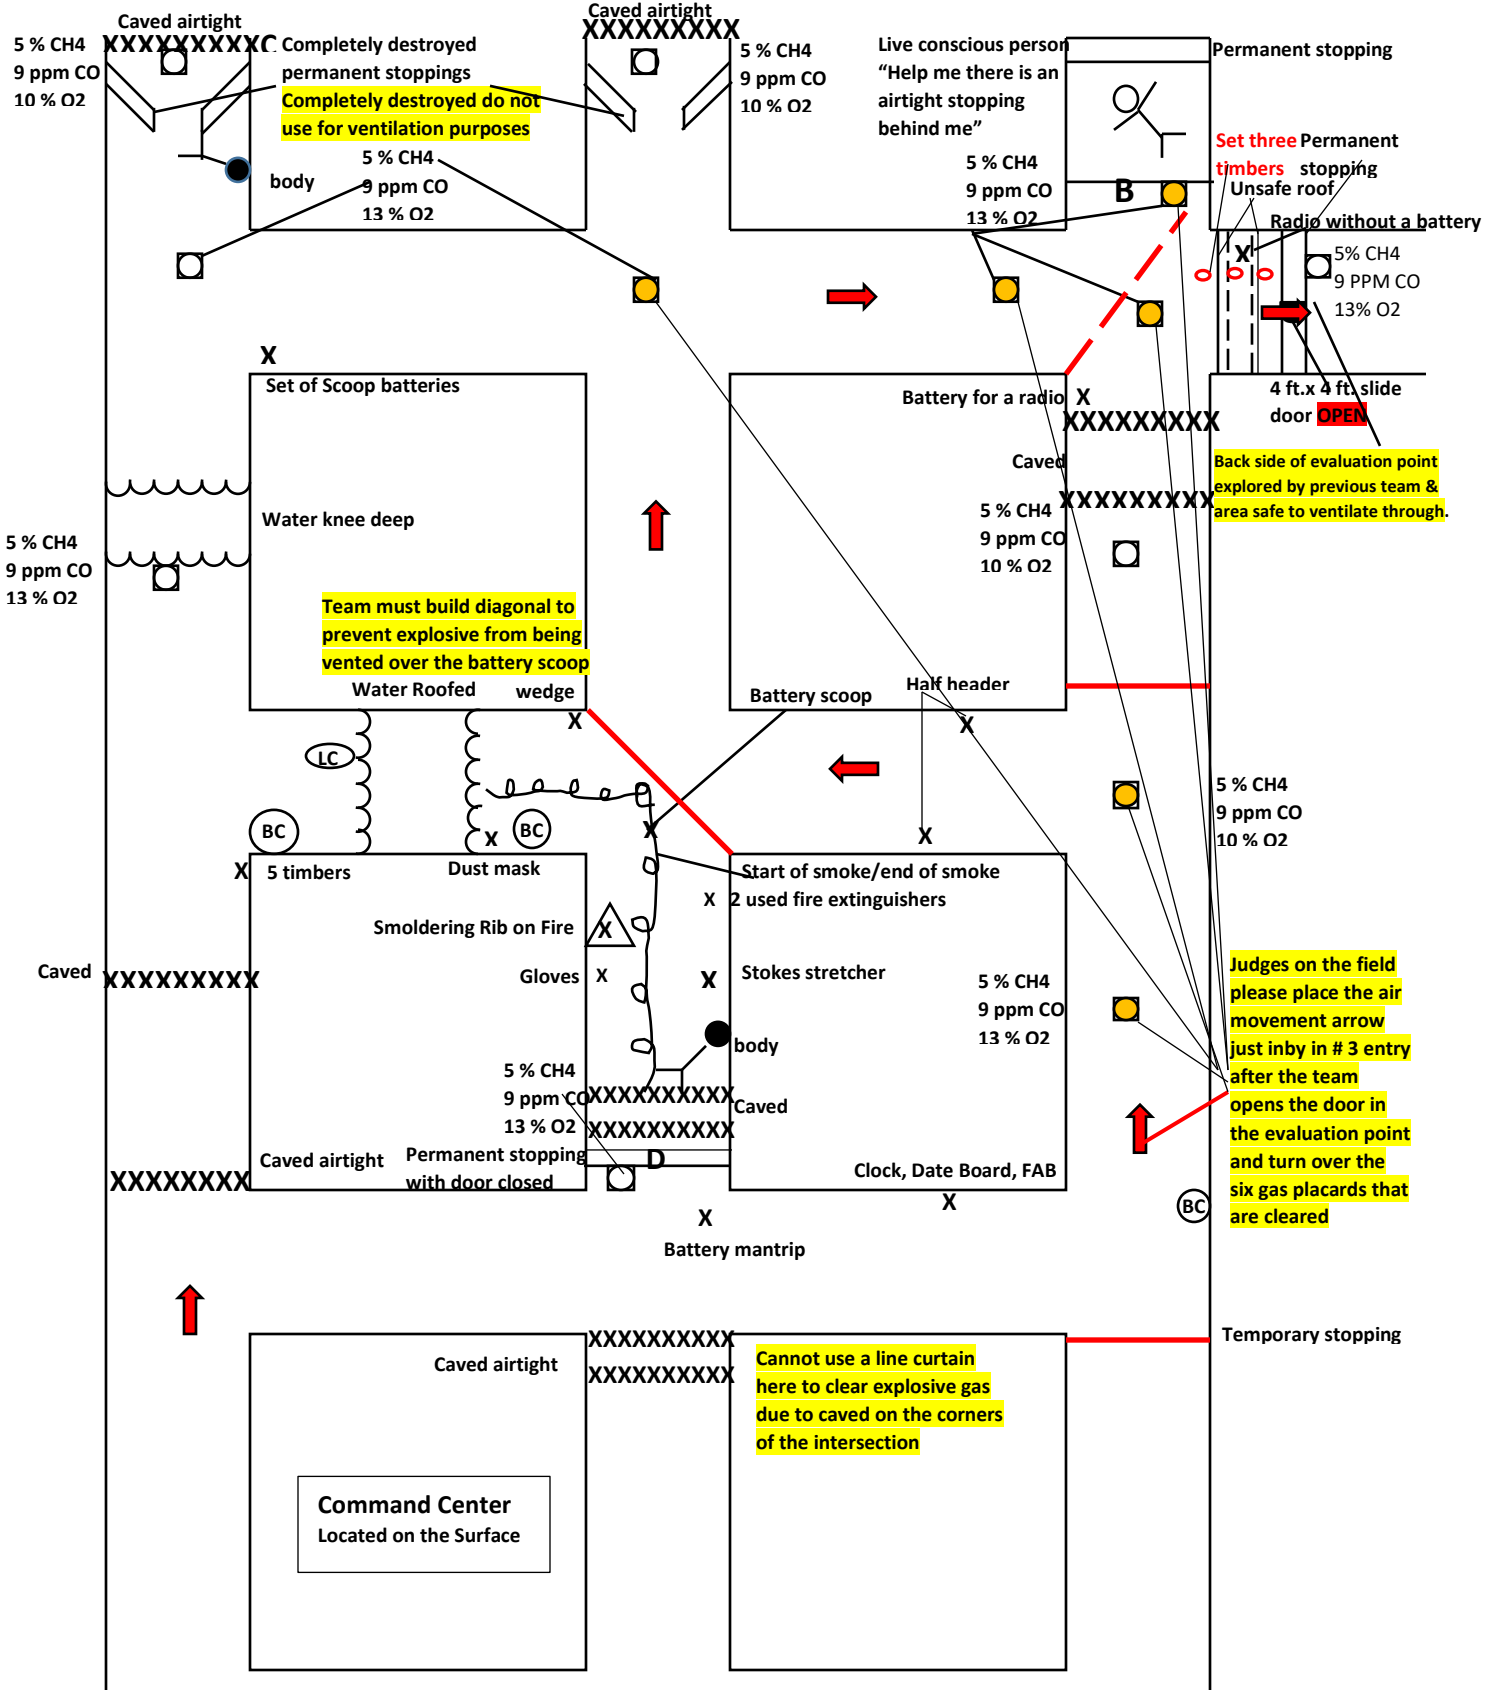 Caved airtight
XXXXXXXXXC
5 % CH4
9 ppm CO
10 % O2
Completely destroyed
permanent stoppings
Completely destroyed do not
use for ventilation purposes
Caved airtight
XXXXXXXXX
5 % CH4
9 ppm CO
10 % O2
Live conscious person
“Help me there is an
airtight stopping
behind me”
Permanent stopping
5 % CH4
9 ppm CO
13 % O2
body
5 % CH4
9 ppm CO
13 % O2
B
Set three
timbers
Permanent
stopping
Unsafe roof
Radio without a battery
X
5% CH4
9 PPM CO
13% O2
X
Set of Scoop batteries
Battery for a radio X
XXXXXXXXX
Caved
XXXXXXXXX
4 ft.x 4 ft. slide
door OPEN
Back side of evaluation point
explored by previous team &
area safe to ventilate through.
5 % CH4
9 ppm CO
10 % O2
Water knee deep
5 % CH4
9 ppm CO
13 % O2
Team must build diagonal to
prevent explosive from being
vented over the battery scoop
Water Roofed
wedge
X
Battery scoop
Half header
X
LC
BC
BC
X
X
X
5 % CH4
9 ppm CO
10 % O2
X
5 timbers
Dust mask
Start of smoke/end of smoke
X 2 used fire extinguishers
Smoldering Rib on Fire
X
Gloves X
X Stokes stretcher
Caved XXXXXXXXX
5 % CH4
9 ppm CO
13 % O2
body
5 % CH4
9 ppm CO
13 % O2
XXXXXXXXXX
Caved
XXXXXXXXXX
D
Caved airtight
XXXXXXXX
Permanent stopping
with door closed
Clock, Date Board, FAB
X
X
Battery mantrip
BC
Judges on the field
please place the air
movement arrow
just inby in # 3 entry
after the team
opens the door in
the evaluation point
and turn over the
six gas placards that
are cleared
Temporary stopping
Caved airtight
XXXXXXXXXX
XXXXXXXXXX
Cannot use a line curtain
here to clear explosive gas
due to caved on the corners
of the intersection
Command Center
Located on the Surface